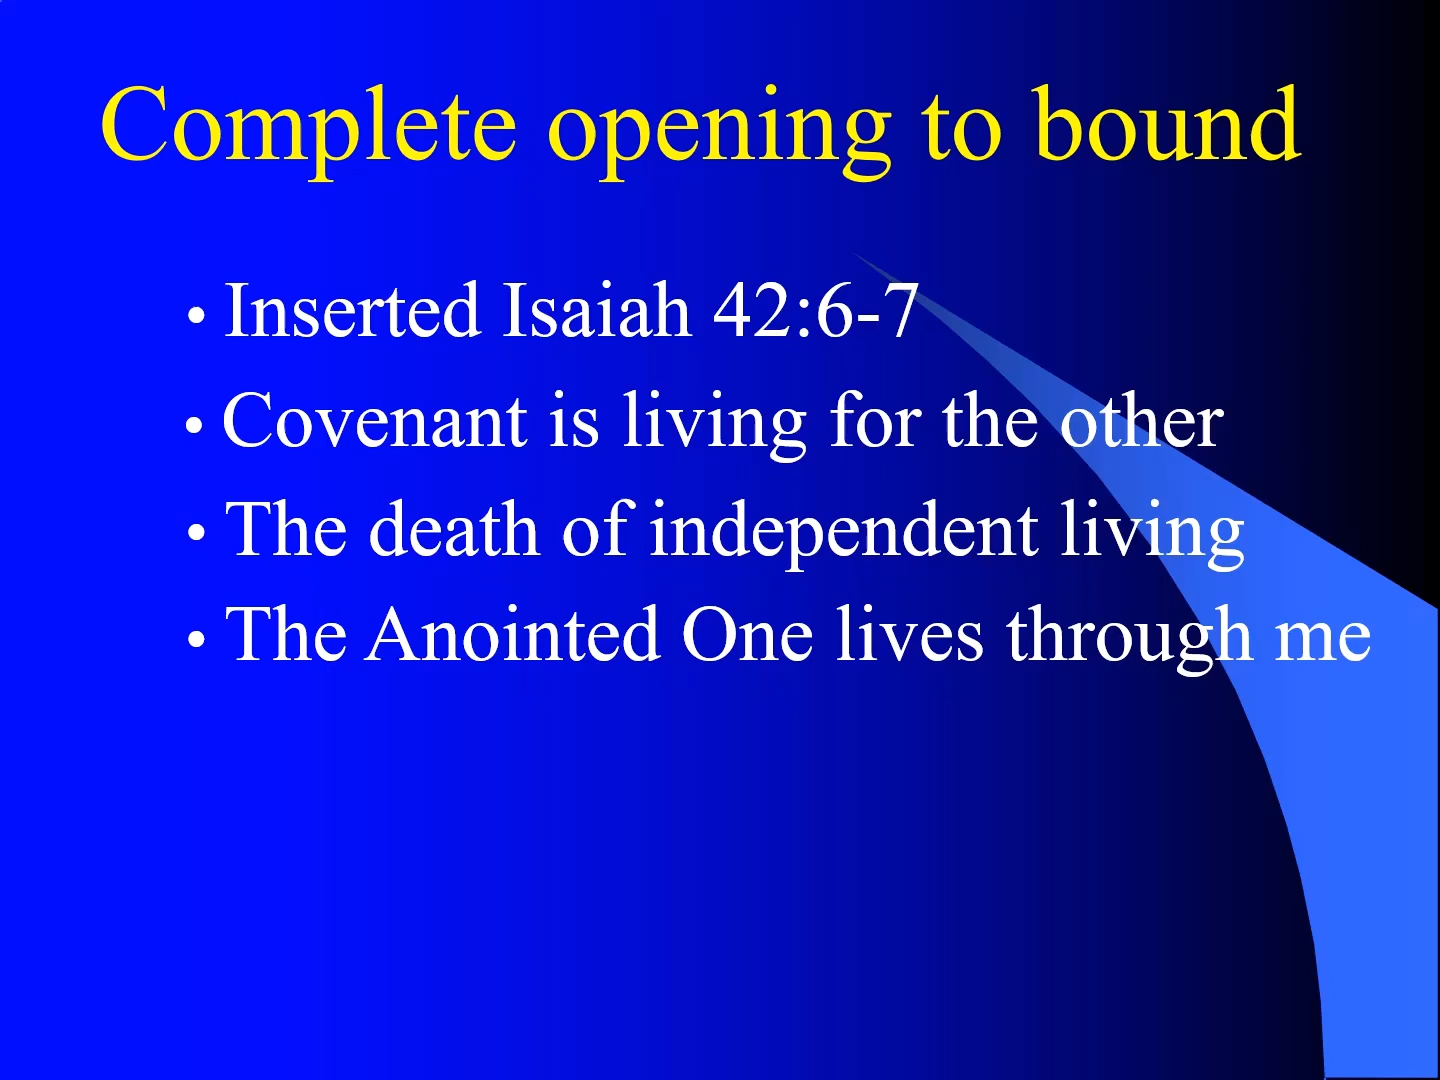 Complete opening to bound
• Inserted Isaiah 42:6-7
• Covenant is living for the other
• The death of independent living
• The Anointed One lives through me